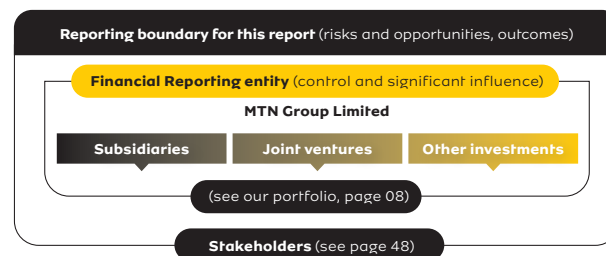 Reporting boundary for this report (risks and opportunities, outcomes)
Financial Reporting entity (control and significant influence)
MTN Group Limited
Subsidiaries Joint ventures Other investments
(see our portfolio, page 08)
Stakeholders (see page 48)